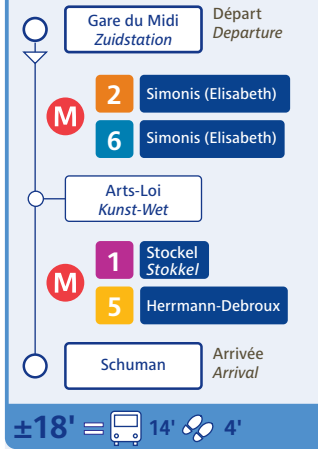 Gare du Midi
Zuidstation
Départ
Departure
M
2 Simonis (Elisabeth)
6 Simonis (Elisabeth)
Arts-Loi
Kunst-Wet
M
1 Stockel
Stokkel
5 Herrmann-Debroux
Schuman
Arrivée
Arrival
±18' = 14' 4'